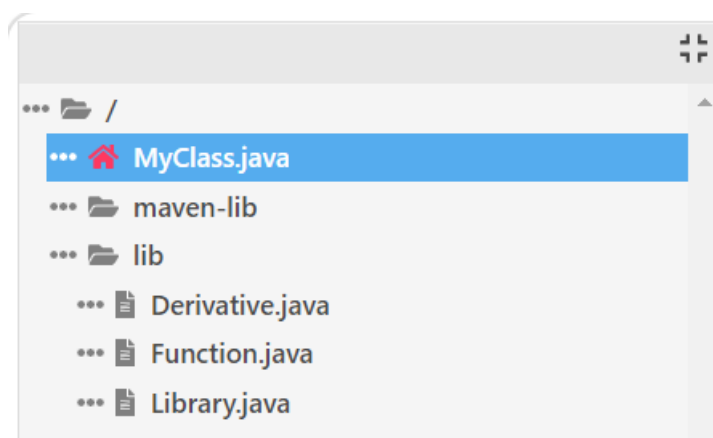 /
MyClass.java
maven-lib
lib
Derivative.java
Function.java
Library.java